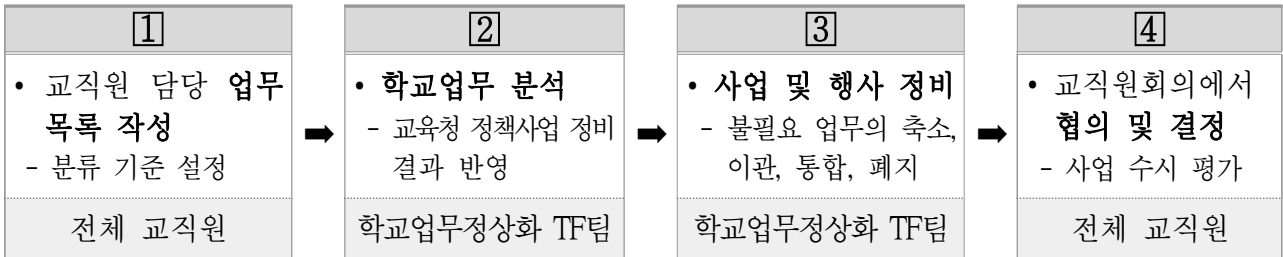 1
• 교직원 담당 업무
목록 작성
- 분류 기준 설정
전체 교직원
➡
2
• 학교업무 분석
- 교육청 정책사업 정비
결과 반영
학교업무정상화 TF팀
➡
3
• 사업 및 행사 정비
- 불필요 업무의 축소,
이관, 통합, 폐지
학교업무정상화 TF팀
➡
4
• 교직원회의에서
협의 및 결정
- 사업 수시 평가
전체 교직원